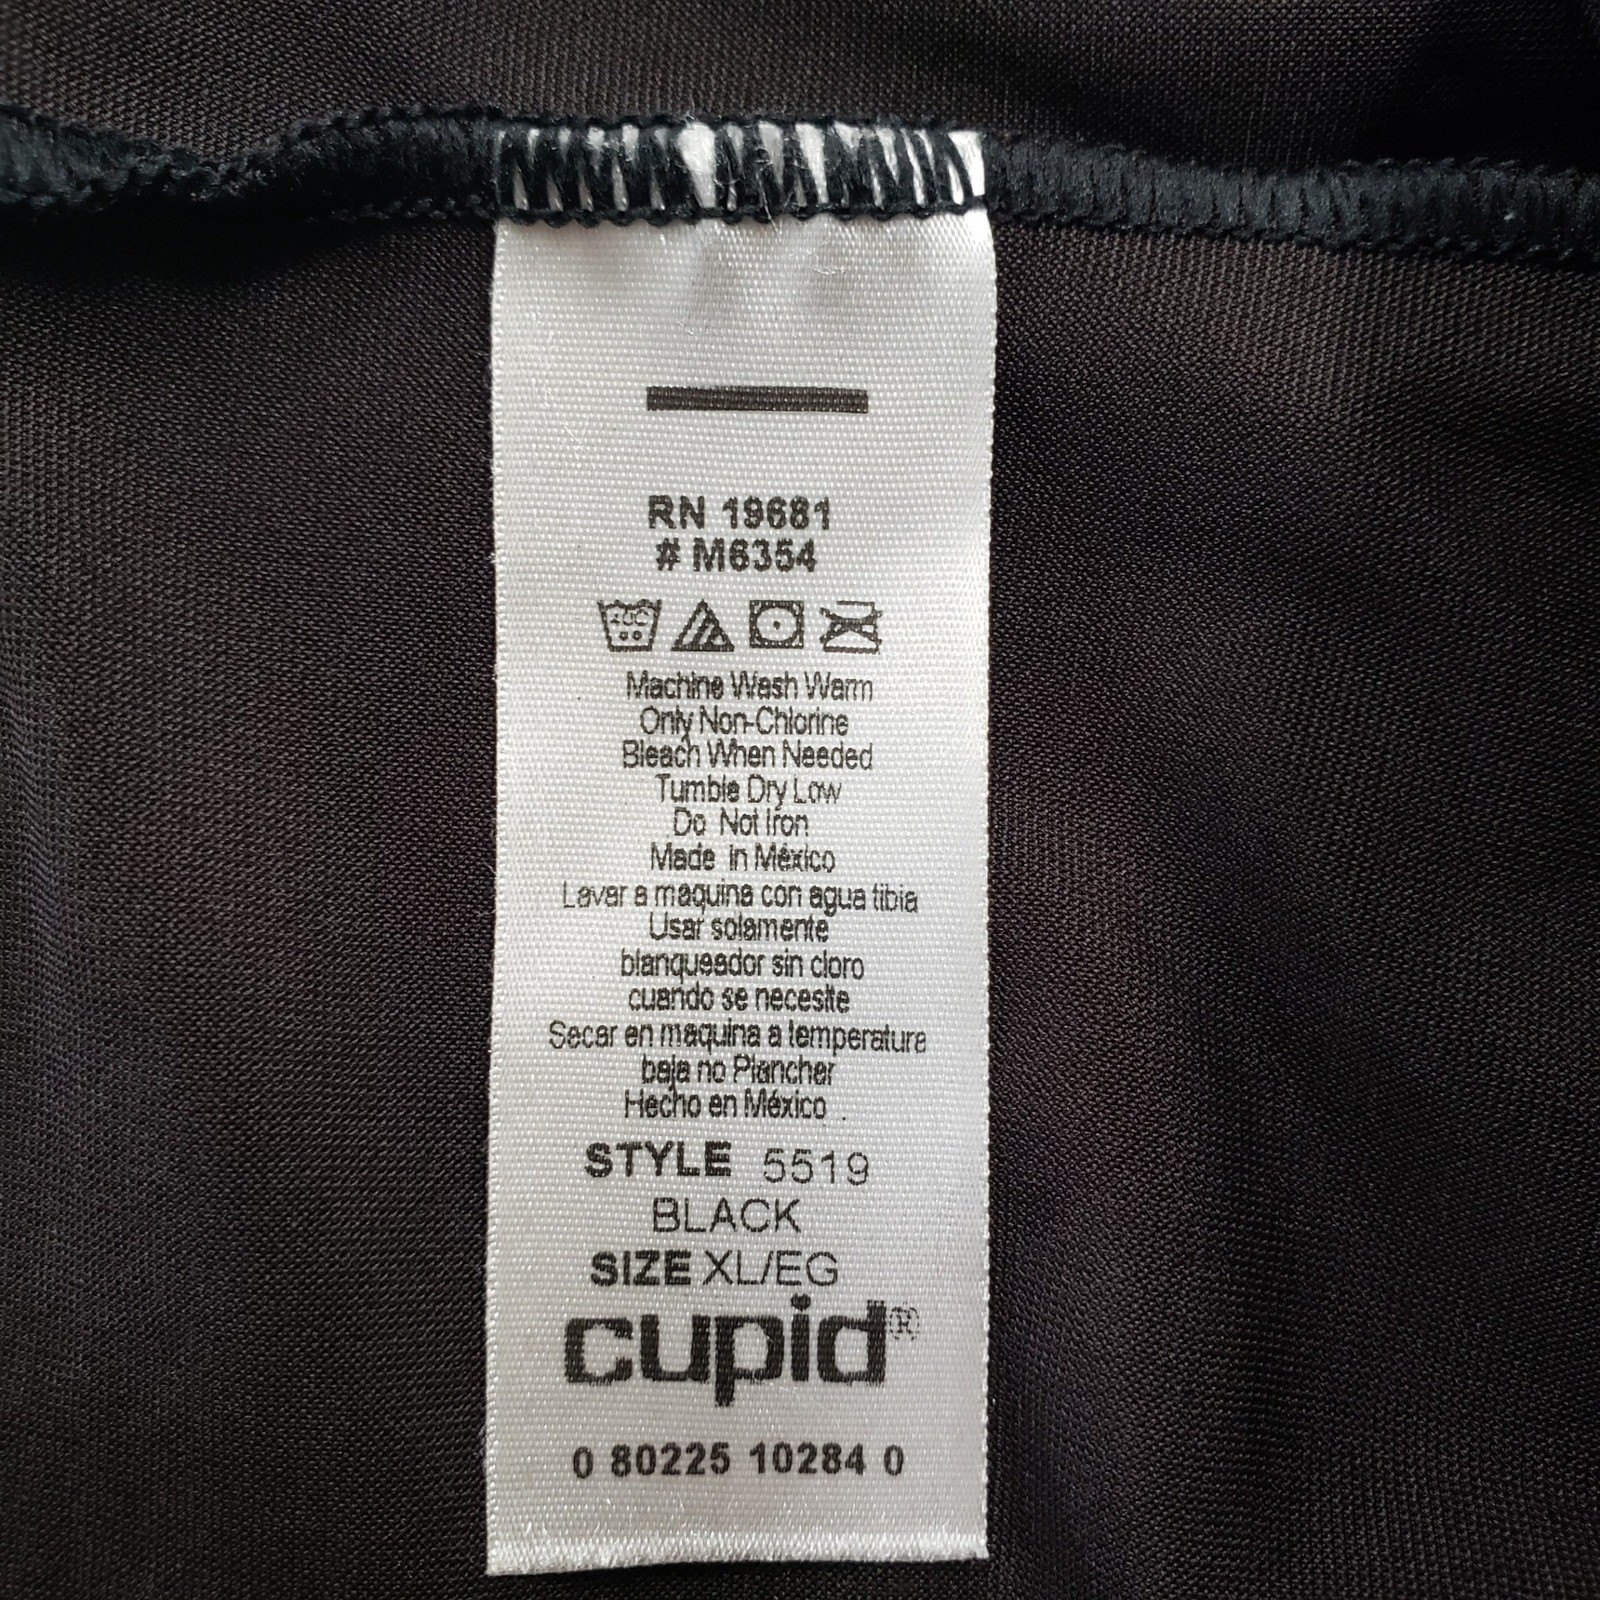 RN 19681
# M6354
40C
Machine Wash Warm
Only Non-Chlorine
Bleach When Needed
Tumble Dry Low
Do Not Iron
Made in México
Lavar a maquina con agua tibia
Usar solamente
blanqueador sin cloro
cuando se necesite
Secar en maquina a temperatura
baja no Planchar
Hecho en México .
STYLE 5519
BLACK
SIZE XL/EG
cupid®
0 80225 10284 0